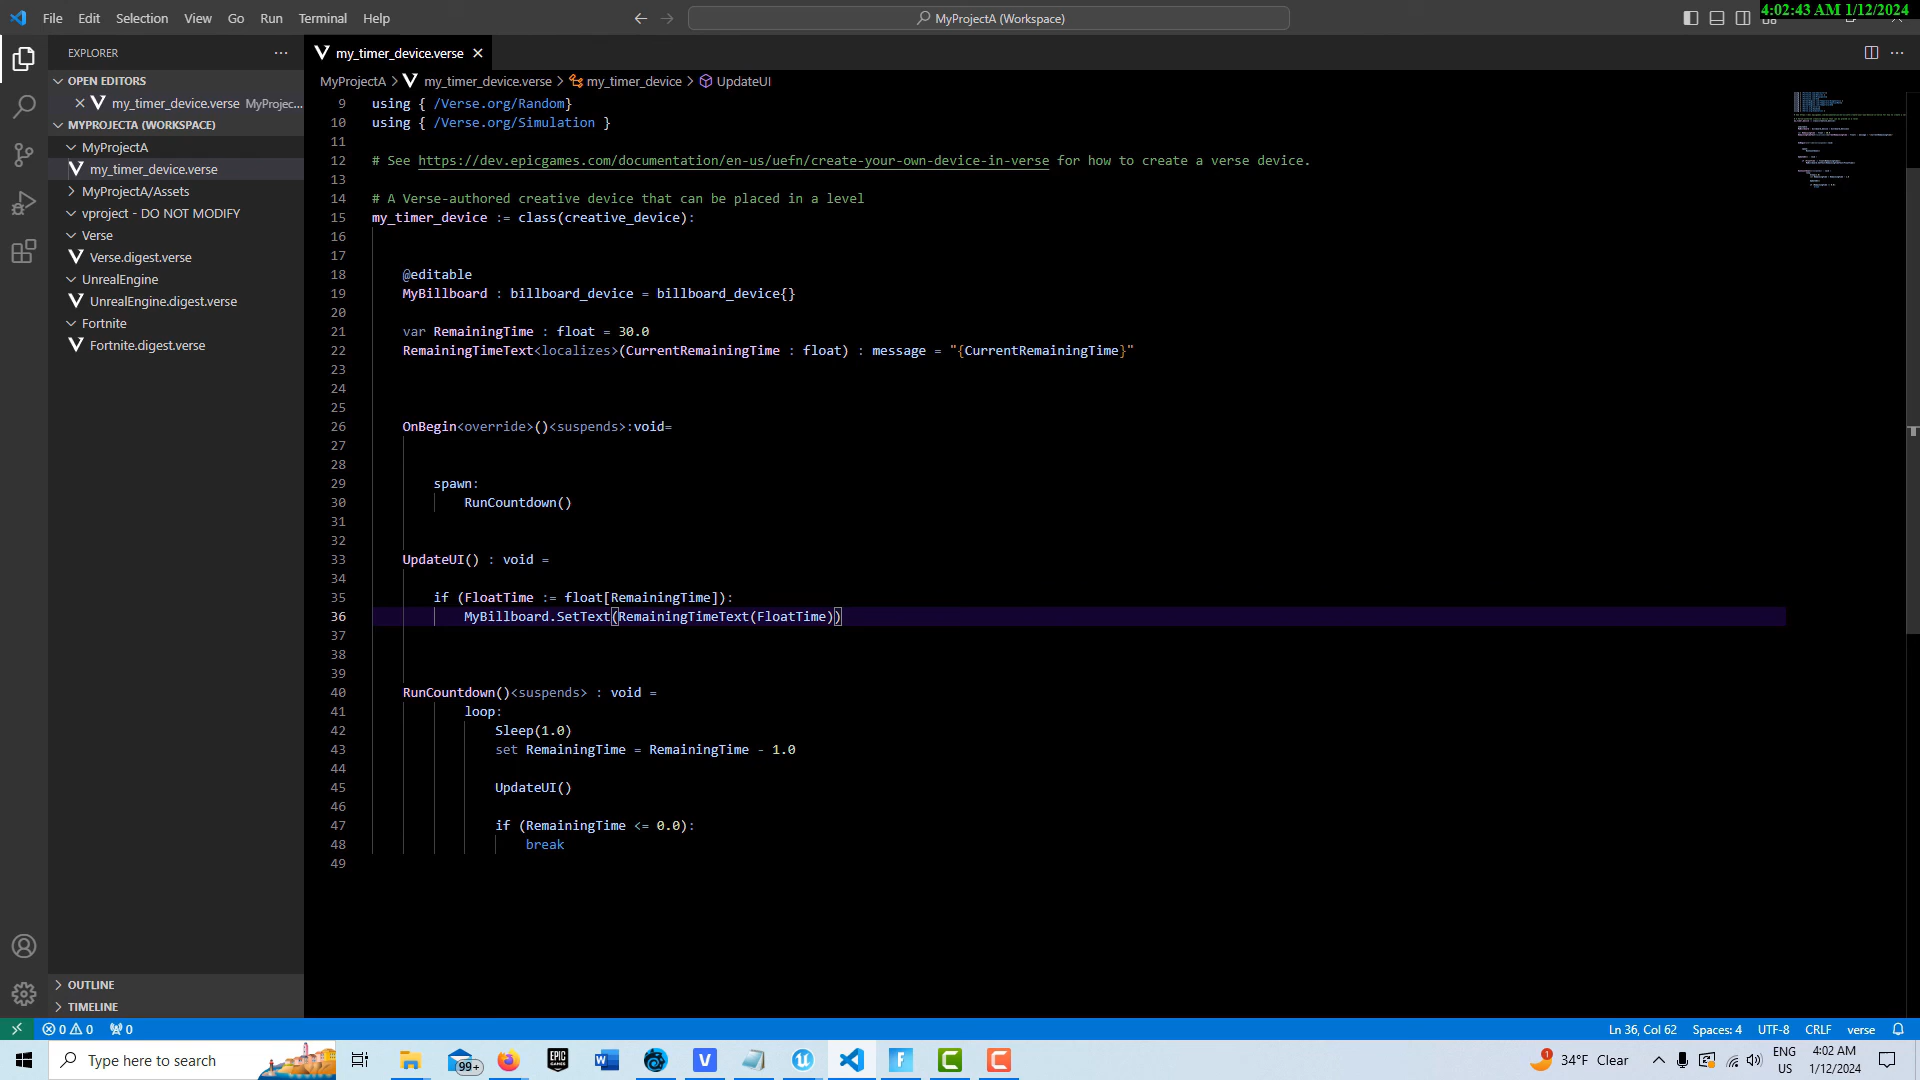 File Edit Selection View Go Run Terminal Help
MyProjectA (Workspace)
4:02:43 AM 1/12/2024
EXPLORER
my_timer_device.verse
OPEN EDITORS
my_timer_device.verse MyProjec...
MYPROJECTA (WORKSPACE)
MyProjectA
my_timer_device.verse
MyProjectA/Assets
vproject - DO NOT MODIFY
Verse
Verse.digest.verse
UnrealEngine
UnrealEngine.digest.verse
Fortnite
Fortnite.digest.verse
OUTLINE
TIMELINE
MyProjectA > my_timer_device.verse > my_timer_device > UpdateUI
9 using { /Verse.org/Random}
10 using { /Verse.org/Simulation }
11
12 # See https://dev.epicgames.com/documentation/en-us/uefn/create-your-own-device-in-verse for how to create a verse device.
13
14 # A Verse-authored creative device that can be placed in a level
15 my_timer_device := class(creative_device):
16
17
18 @editable
19 MyBillboard : billboard_device = billboard_device{}
20
21 var RemainingTime : float = 30.0
22 RemainingTimeText<localizes>(CurrentRemainingTime : float) : message = "{CurrentRemainingTime}"
23
24
25
26 OnBegin<override>()<suspends>:void=
27
28
29 spawn:
30 RunCountdown()
31
32
33 UpdateUI() : void =
34
35 if (FloatTime := float[RemainingTime]):
36 MyBillboard.SetText(RemainingTimeText(FloatTime))
37
38
39
40 RunCountdown()<suspends> : void =
41 loop:
42 Sleep(1.0)
43 set RemainingTime = RemainingTime - 1.0
44
45 UpdateUI()
46
47 if (RemainingTime <= 0.0):
48 break
49
0 0 0
Ln 36, Col 62 Spaces: 4 UTF-8 CRLF verse
Type here to search
99+
1 34°F Clear
ENG
US
4:02 AM
1/12/2024